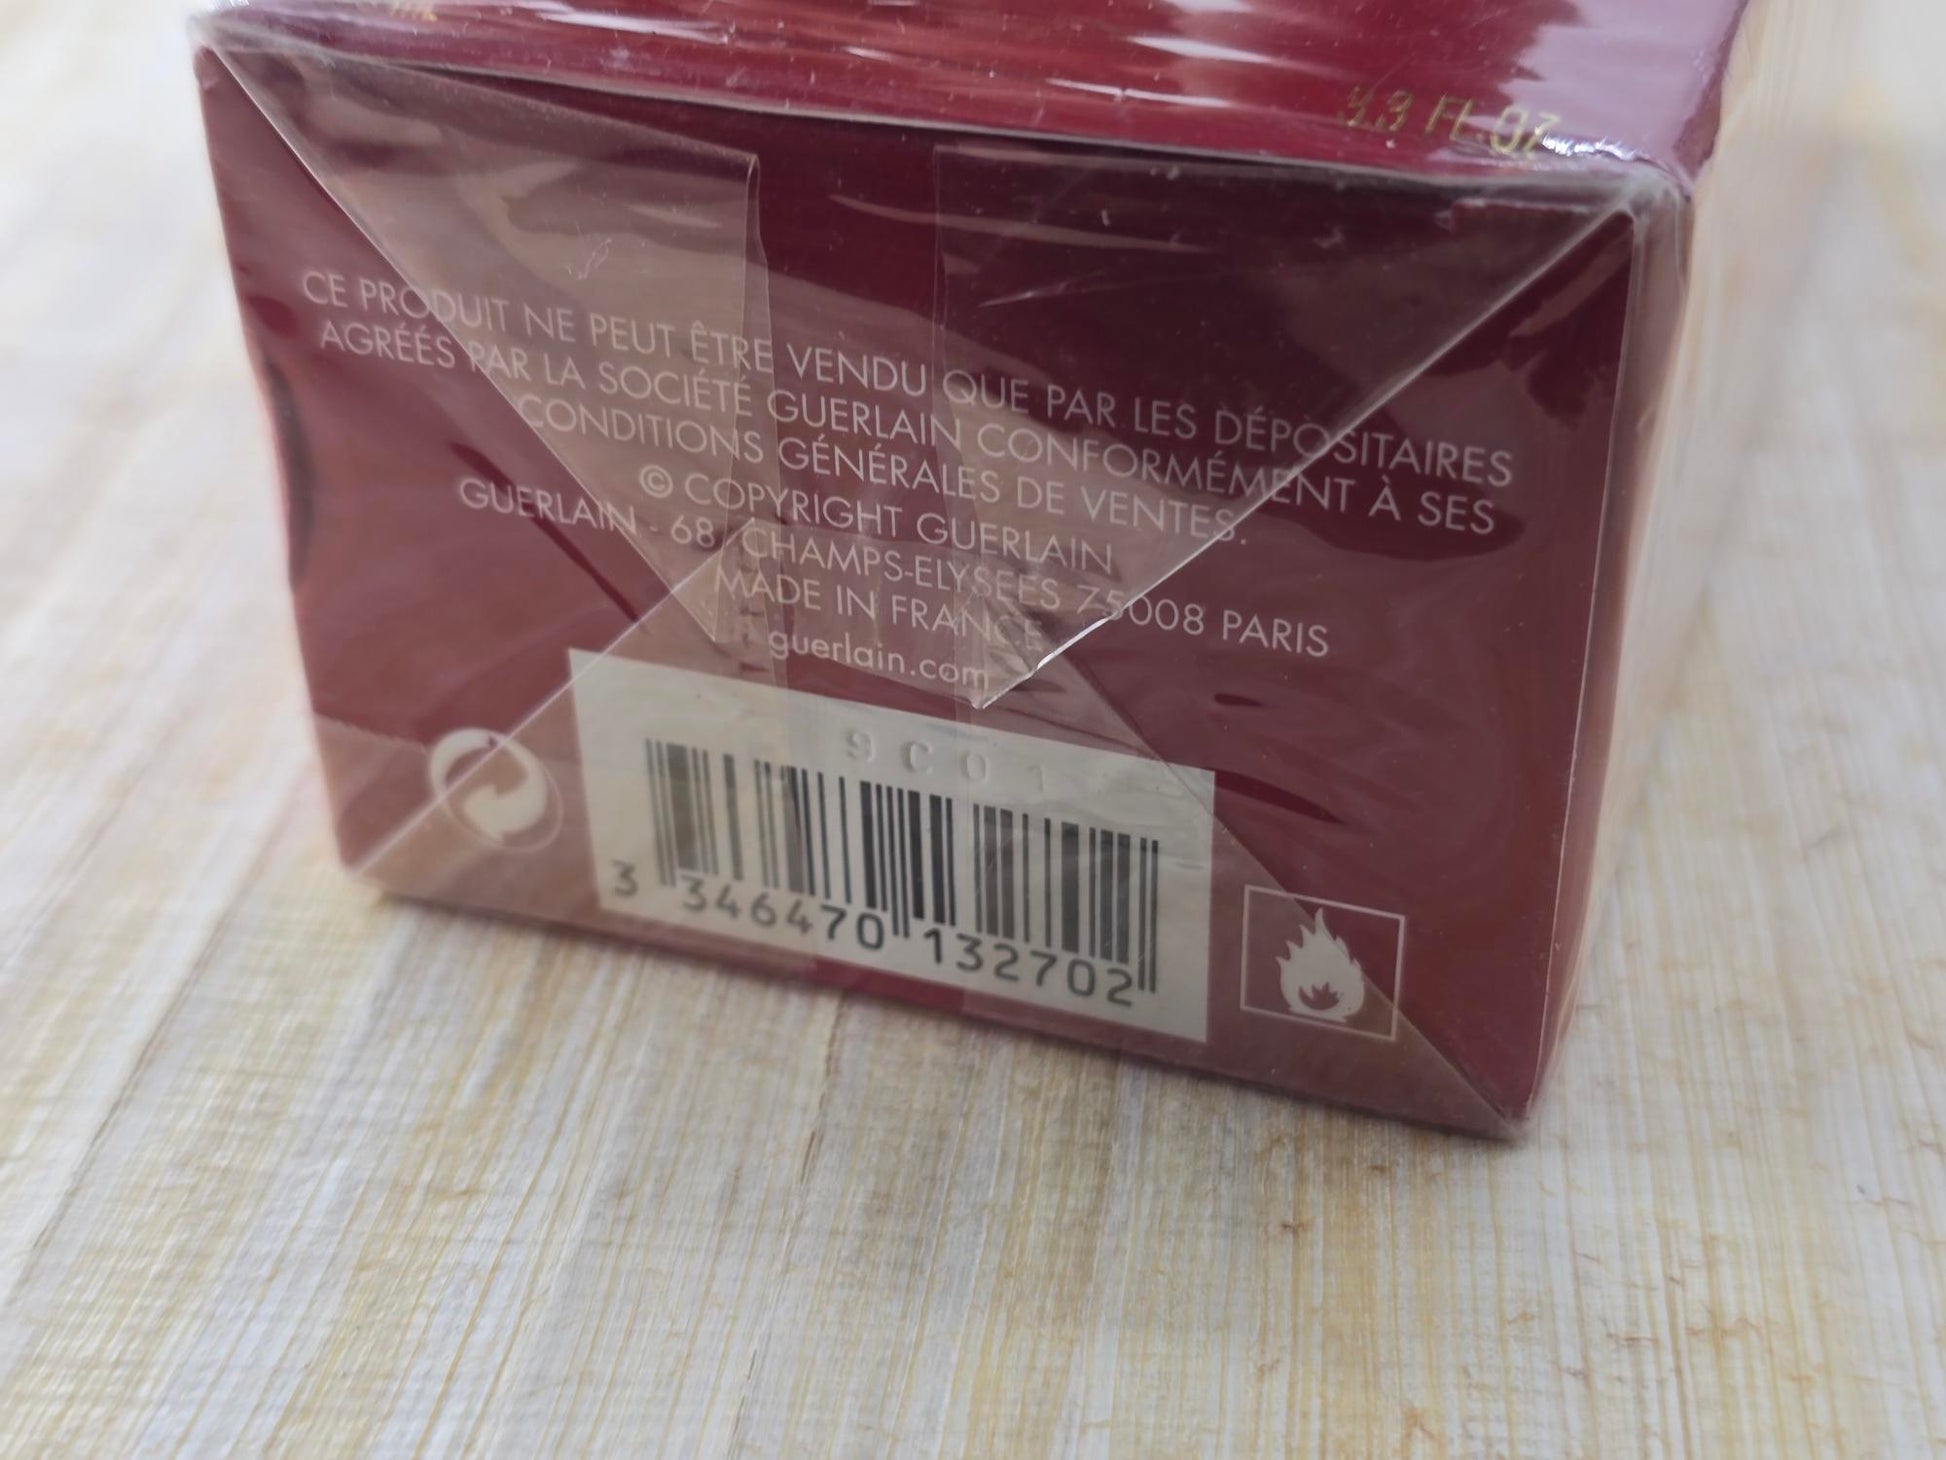 3.3 FL.OZ
CE PRODUIT NE PEUT ÊTRE VENDU QUE PAR LES DÉPOSITAIRES
AGRÉÉS PAR LA SOCIÉTÉ GUERLAIN CONFORMÉMENT À SES
CONDITIONS GÉNÉRALES DE VENTES.
© COPYRIGHT GUERLAIN
GUERLAIN - 68, CHAMPS-ELYSEES 75008 PARIS
MADE IN FRANCE
guerlain.com
9C01
3 346470 132702